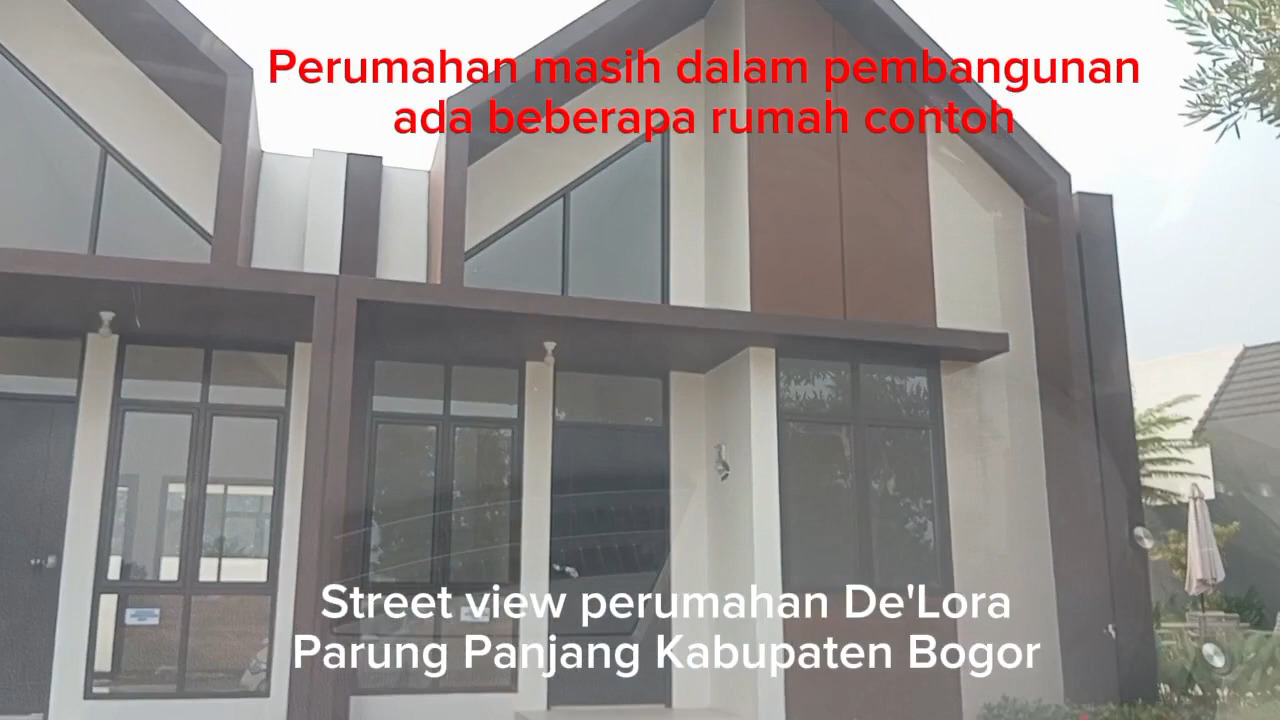 Perumahan masih dalam pembangunan
ada beberapa rumah contoh
Street view perumahan De'Lora
Parung Panjang Kabupaten Bogor